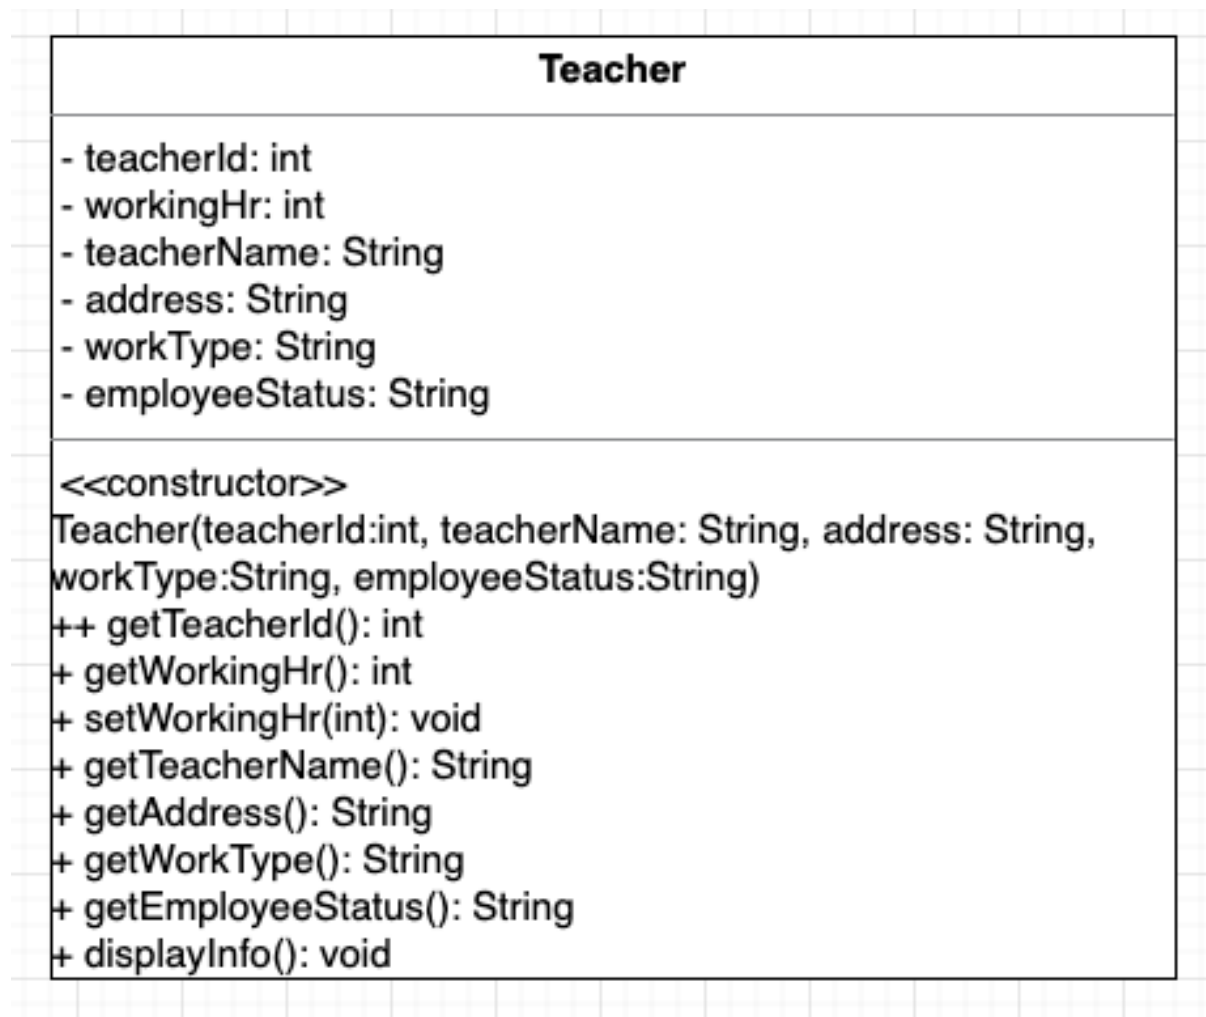 Teacher
- teacherId: int
- workingHr: int
- teacherName: String
- address: String
- workType: String
- employeeStatus: String
<<constructor>>
Teacher(teacherId:int, teacherName: String, address: String,
workType:String, employeeStatus:String)
++ getTeacherId(): int
+ getWorkingHr(): int
+ setWorkingHr(int): void
+ getTeacherName(): String
+ getAddress(): String
+ getWorkType(): String
+ getEmployeeStatus(): String
+ displayInfo(): void